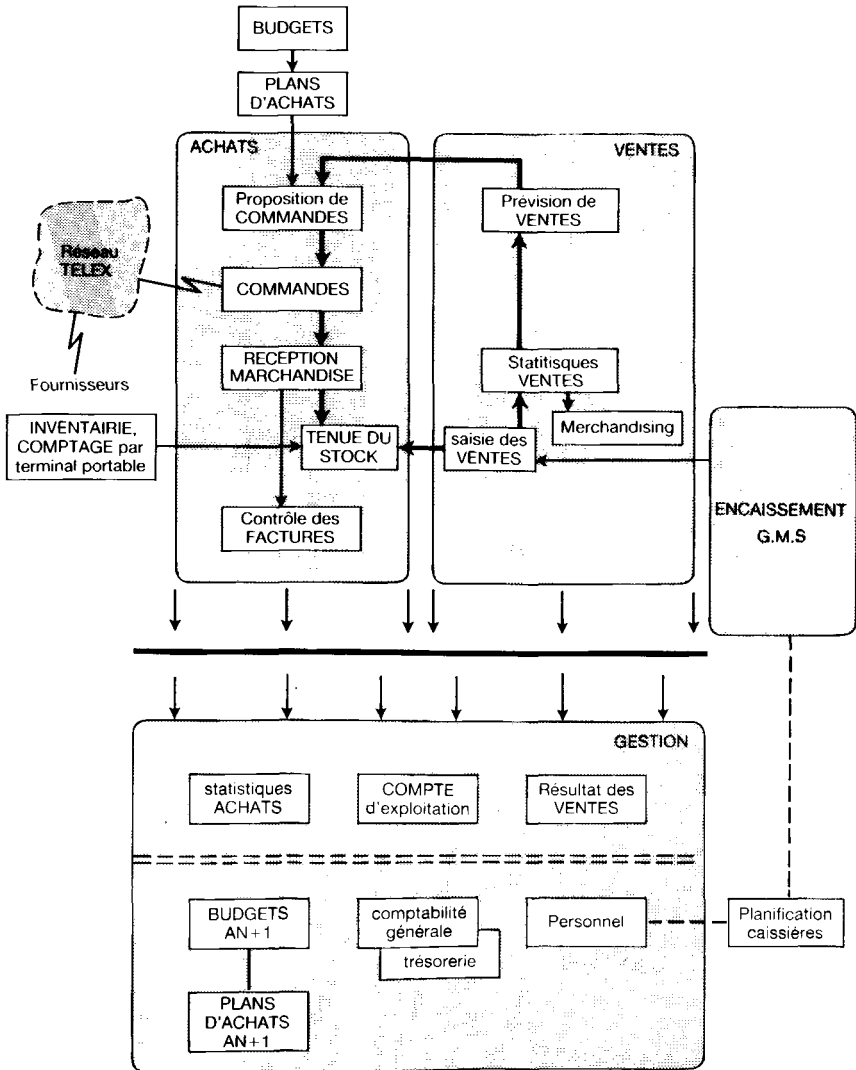 BUDGETS
PLANS
D'ACHATS
ACHATS
VENTES
Proposition de
COMMANDES
Prévision de
VENTES
Réseau
TELEX
COMMANDES
RECEPTION
MARCHANDISE
Statitisques
VENTES
Fournisseurs
Merchandising
INVENTAIRIE,
COMPTAGE par
terminal portable
TENUE DU
STOCK
saisie des
VENTES
ENCAISSEMENT
G.M.S
Contrôle des
FACTURES
GESTION
statistiques
ACHATS
COMPTE
d'exploitation
Résultat des
VENTES
BUDGETS
AN+1
comptabilité
générale
trésorerie
Personnel
Planification
caissiéres
PLANS
D'ACHATS
AN+1